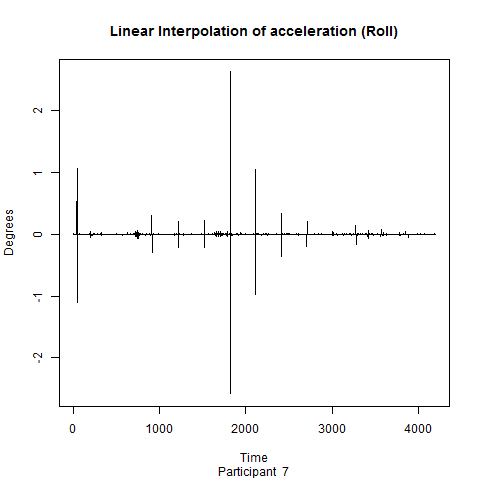 Linear Interpolation of acceleration (Roll)
2
1
0
-1
-2
Degrees
0 1000 2000 3000 4000
Time
Participant 7